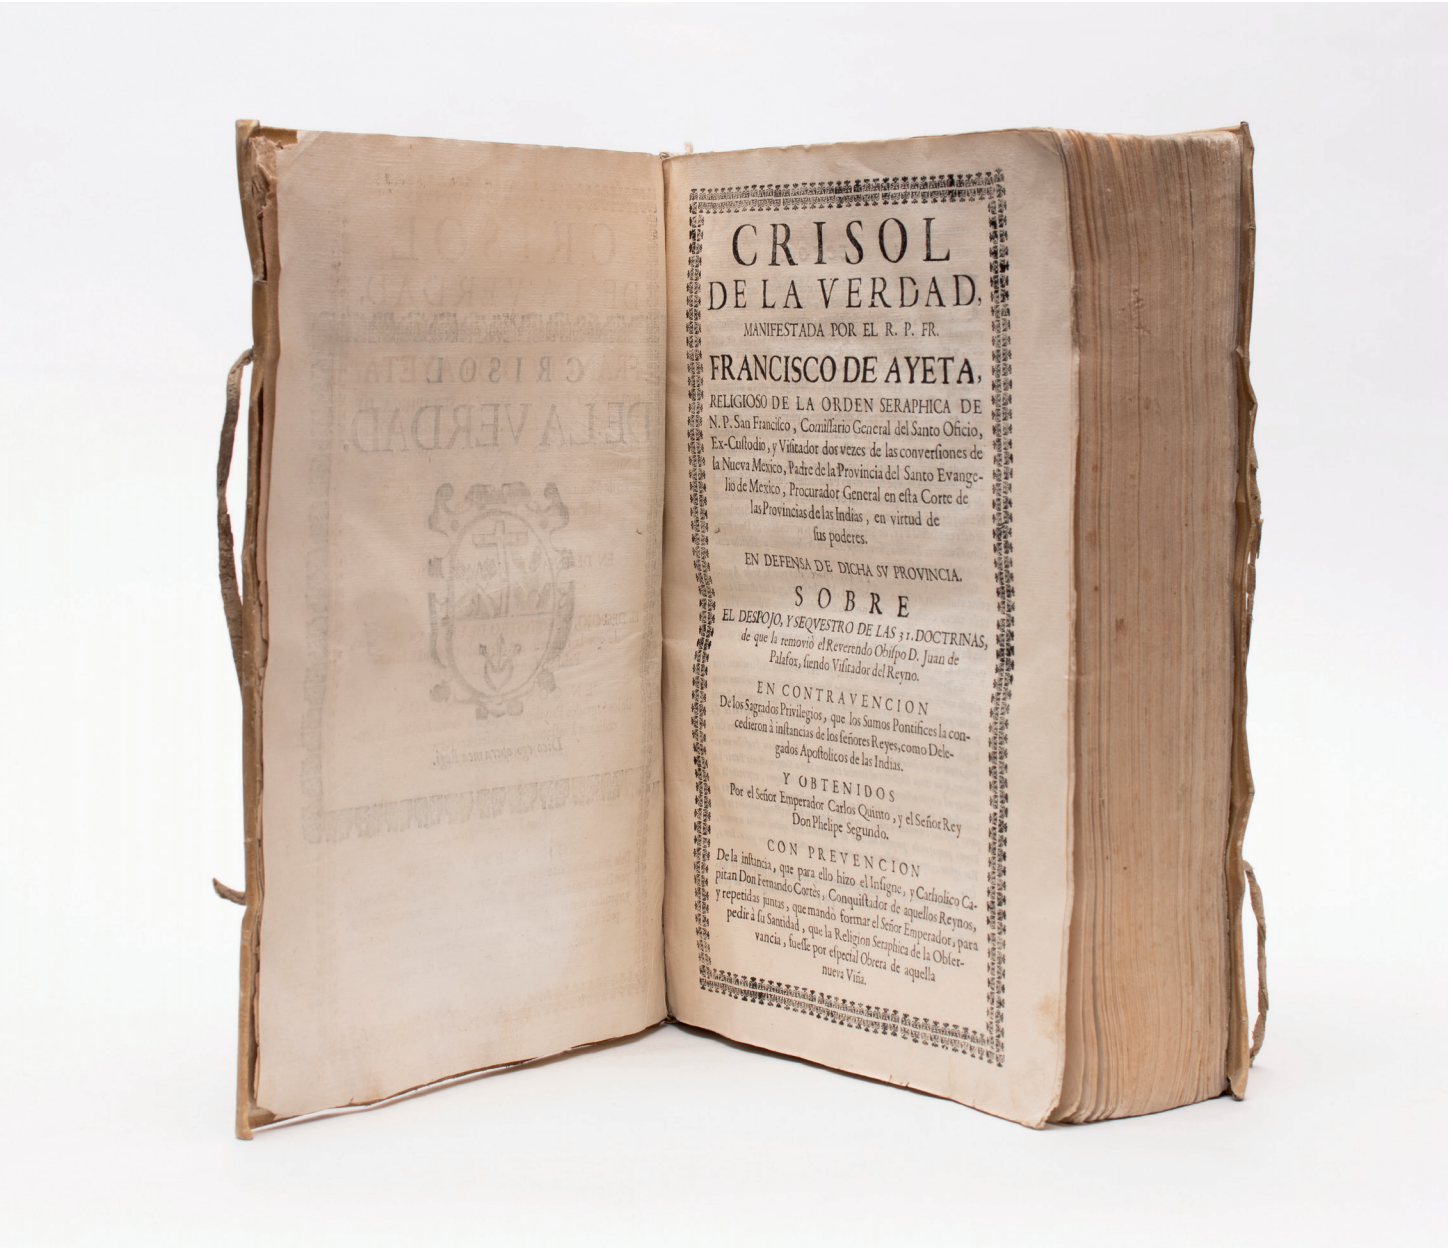 CRISOL
DE LA VERDAD,
MANIFESTADA POR EL R. P. FR.
FRANCISCO DE AYETA,
RELIGIOSO DE LA ORDEN SERAPHICA DE
N. P. San Franciſco, Comiſſario General del Santo Oficio,
Ex-Cuſtodio, y Viſitador dos vezes de las converſiones de
la Nueva Mexico, Padre de la Provincia del Santo Evange-
lio de Mexico, Procurador General en eſta Corte de
las Provincias de las Indias, en virtud de
ſus poderes.
EN DEFENSA DE DICHA SV PROVINCIA.
SOBRE
EL DESPOJO, Y SEQVESTRO DE LAS 31. DOCTRINAS,
de que la removiò el Reverendo Obiſpo D. Juan de
Palafox, ſiendo Viſitador del Reyno.
EN CONTRAVENCION
De los Sagrados Privilegios, que los Sumos Pontifices la con-
cedieron à inſtancias de los ſeñores Reyes, como Dele-
gados Apoſtolicos de las Indias.
Y OBTENIDOS
Por el Señor Emperador Carlos Quinto, y el Señor Rey
Don Phelipe Segundo.
CON PREVENCION
De la inſtancia, que para ello hizo el Inſigne, y Catholico Ca-
pitan Don Fernando Cortès, Conquiſtador de aquellos Reynos,
y repetidas juntas, que mandò formar el Señor Emperador, para
pedir à ſu Santidad, que la Religion Seraphica de la Obſer-
vancia, fueſſe por eſpecial Obrera de aquella
nueva Viña.
CRISOL
DE LA VERDAD.